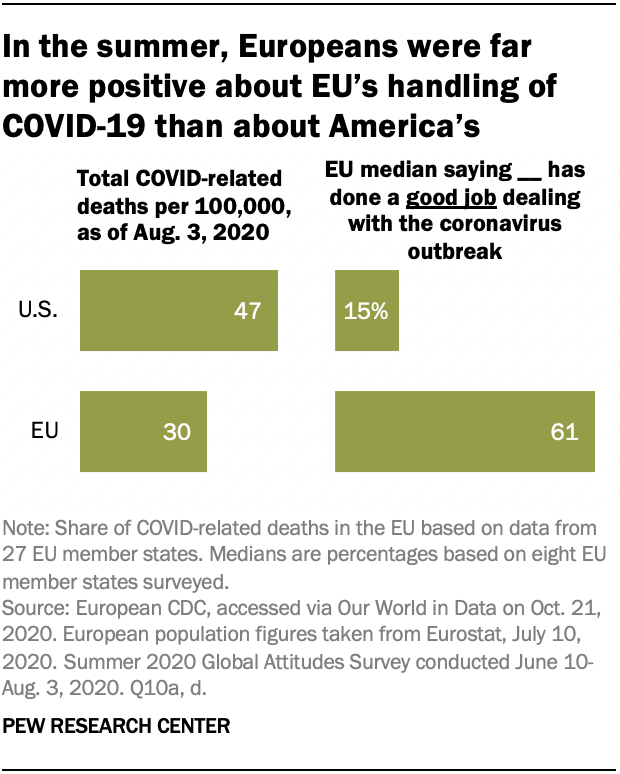 In the summer, Europeans were far
more positive about EU's handling of
COVID-19 than about America's
Total COVID-related
deaths per 100,000,
as of Aug. 3, 2020
EU median saying __ has
done a good job dealing
with the coronavirus
outbreak
U.S.
47
15%
EU
30
61
Note: Share of COVID-related deaths in the EU based on data from
27 EU member states. Medians are percentages based on eight EU
member states surveyed.
Source: European CDC, accessed via Our World in Data on Oct. 21,
2020. European population figures taken from Eurostat, July 10,
2020. Summer 2020 Global Attitudes Survey conducted June 10-
Aug. 3, 2020. Q10a, d.
PEW RESEARCH CENTER